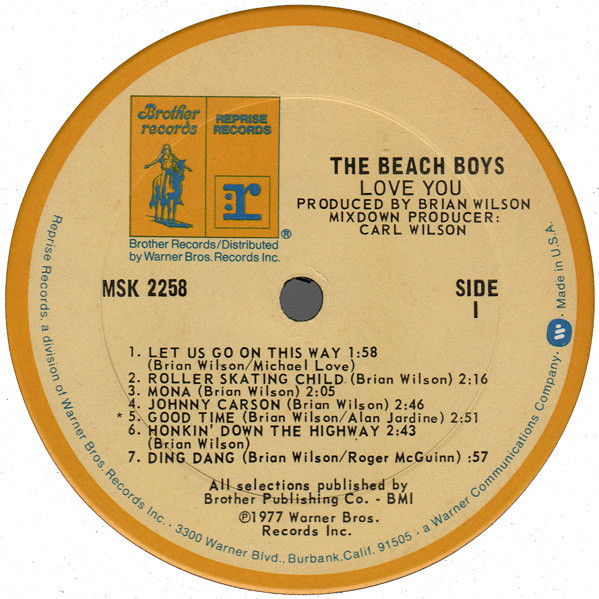 Brother records
REPRISE RECORDS
r
®
Brother Records/Distributed
by Warner Bros. Records Inc.
THE BEACH BOYS
LOVE YOU
PRODUCED BY BRIAN WILSON
MIXDOWN PRODUCER:
CARL WILSON
MSK 2258
SIDE
I
1. LET US GO ON THIS WAY 1:58
(Brian Wilson/Michael Love)
2. ROLLER SKATING CHILD (Brian Wilson) 2:16
3. MONA (Brian Wilson) 2:05
4. JOHNNY CARSON (Brian Wilson) 2:46
*5. GOOD TIME (Brian Wilson/Alan Jardine) 2:51
6. HONKIN' DOWN THE HIGHWAY 2:43
(Brian Wilson)
7. DING DANG (Brian Wilson/Roger McGuinn) :57
All selections published by
Brother Publishing Co. - BMI
℗1977 Warner Bros.
Records Inc.
Reprise Records, a division of Warner Bros. Records Inc. · 3300 Warner Blvd., Burbank, Calif. 91505 · a Warner Communications Company. · Made in U.S.A.